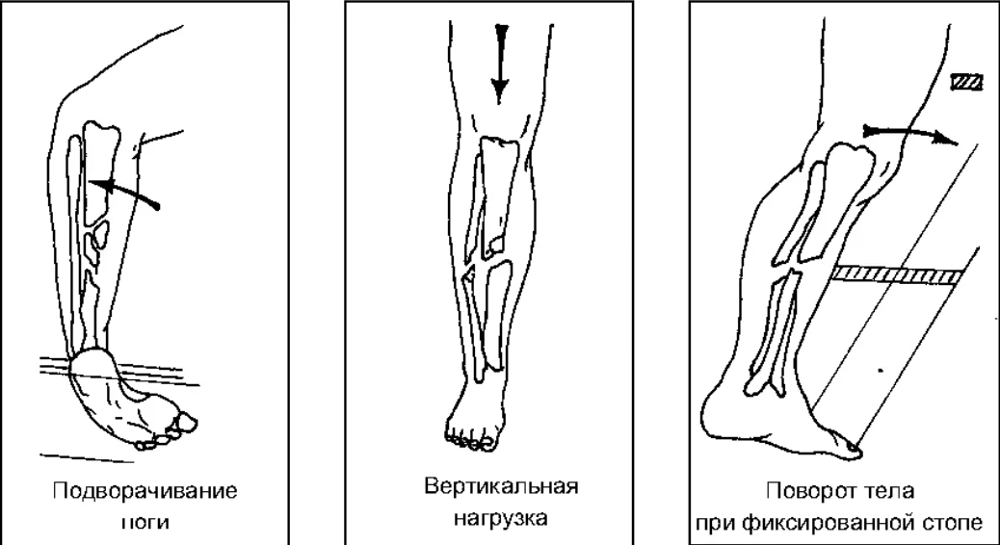 Подворачивание
ноги
Вертикальная
нагрузка
Поворот тела
при фиксированной стопе